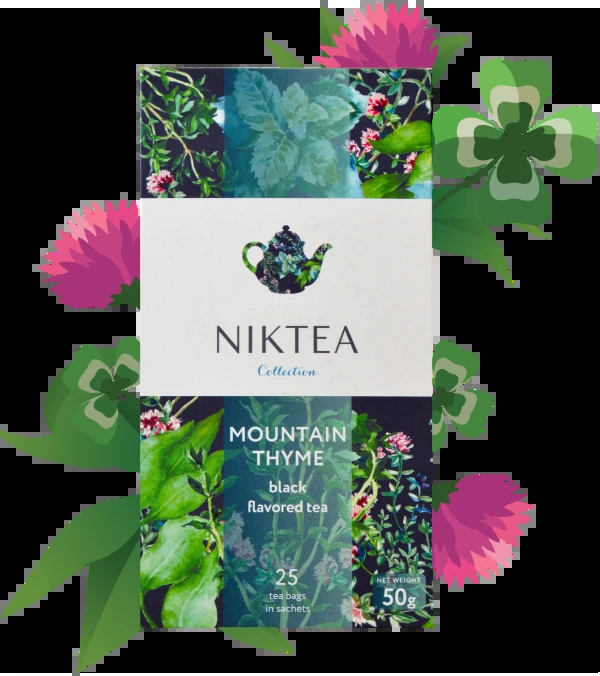 NIKTEA
Collection
MOUNTAIN
THYME
black
flavored tea
25
tea bags
in sachets
NET WEIGHT
50g